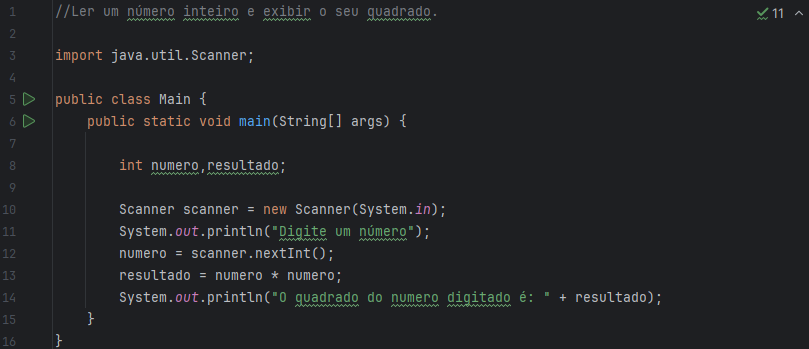 1 //Ler um número inteiro e exibir o seu quadrado. 11
2
3 import java.util.Scanner;
4
5 public class Main {
6 public static void main(String[] args) {
7
8 int numero,resultado;
9
10 Scanner scanner = new Scanner(System.in);
11 System.out.println("Digite um número");
12 numero = scanner.nextInt();
13 resultado = numero * numero;
14 System.out.println("O quadrado do numero digitado é: " + resultado);
15 }
16 }